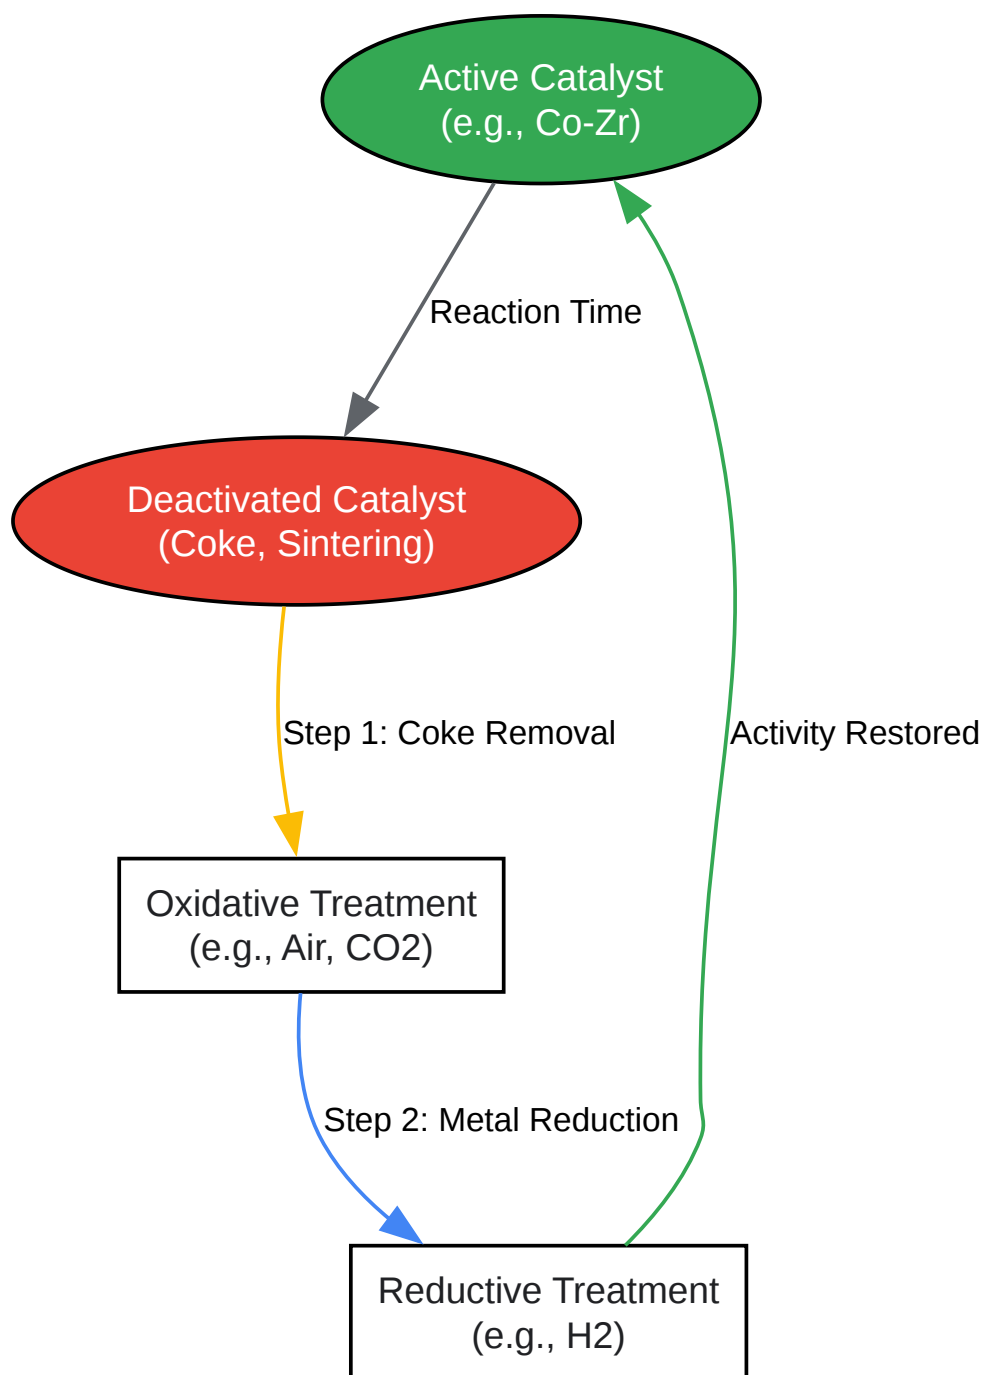 Active Catalyst
(e.g., Co-Zr)
Reaction Time
Deactivated Catalyst
(Coke, Sintering)
Step 1: Coke Removal
Activity Restored
Oxidative Treatment
(e.g., Air, CO2)
Step 2: Metal Reduction
Reductive Treatment
(e.g., H2)